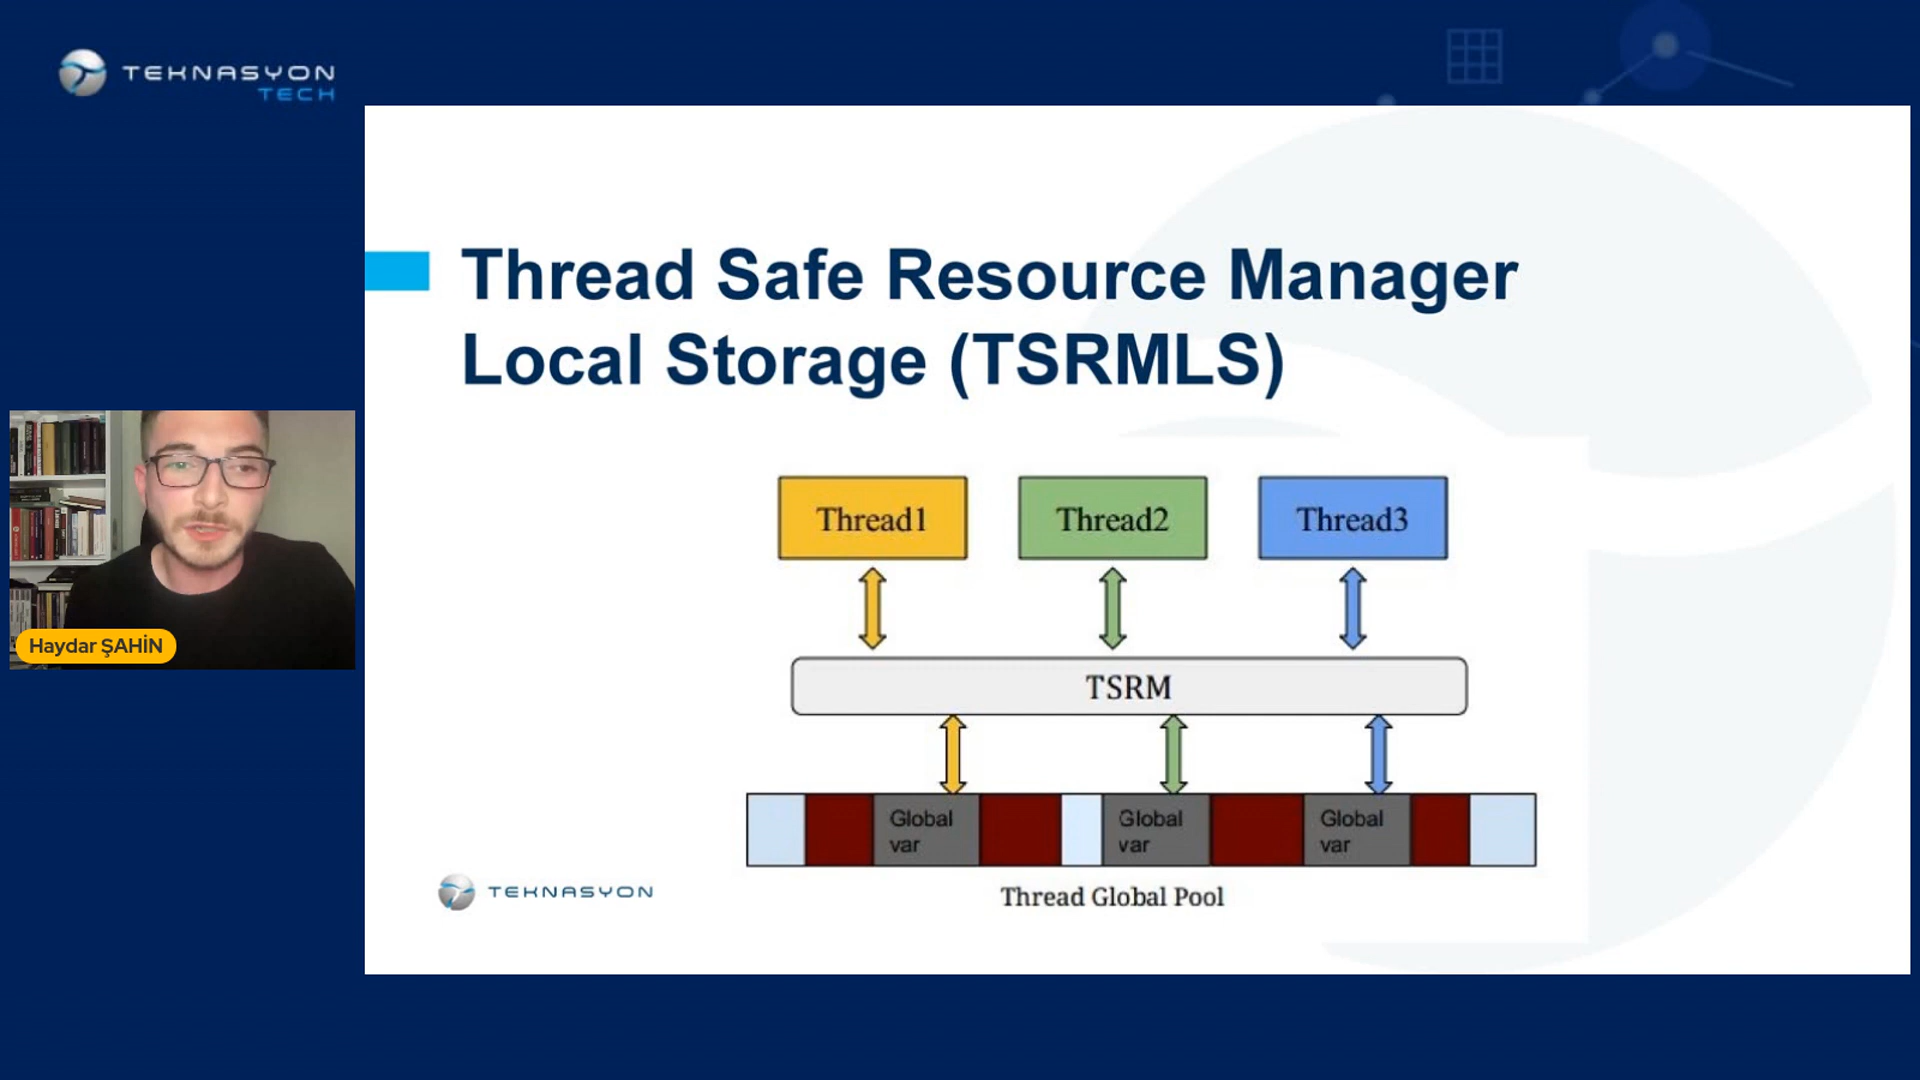 TEKNASYON
TECH
Thread Safe Resource Manager
Local Storage (TSRMLS)
Thread1
Thread2
Thread3
TSRM
Global
var
Global
var
Global
var
Thread Global Pool
TEKNASYON
Haydar ŞAHİN